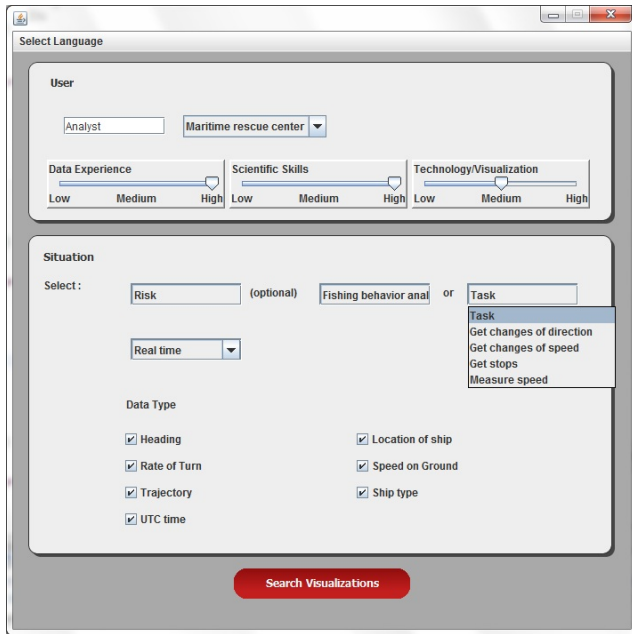 Select Language
User
Analyst Maritime rescue center
Data Experience Scientific Skills Technology/Visualization
Low Medium High Low Medium High Low Medium High
Situation
Select : Risk (optional) Fishing behavior anal or Task
Task
Get changes of direction
Get changes of speed
Get stops
Measure speed
Real time
Data Type
Heading Location of ship
Rate of Turn Speed on Ground
Trajectory Ship type
UTC time
Search Visualizations